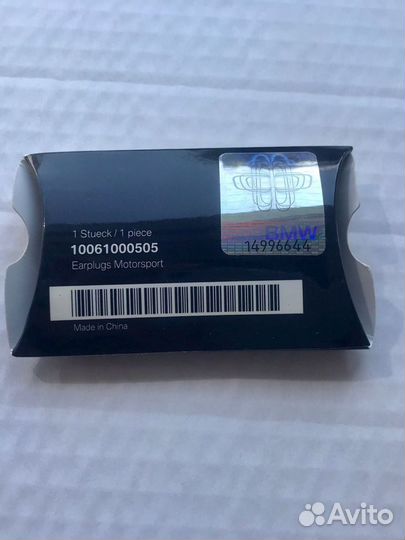 1 Stueck / 1 piece
10061000505
Earplugs Motorsport
Made in China
BMW
14996644
Avito